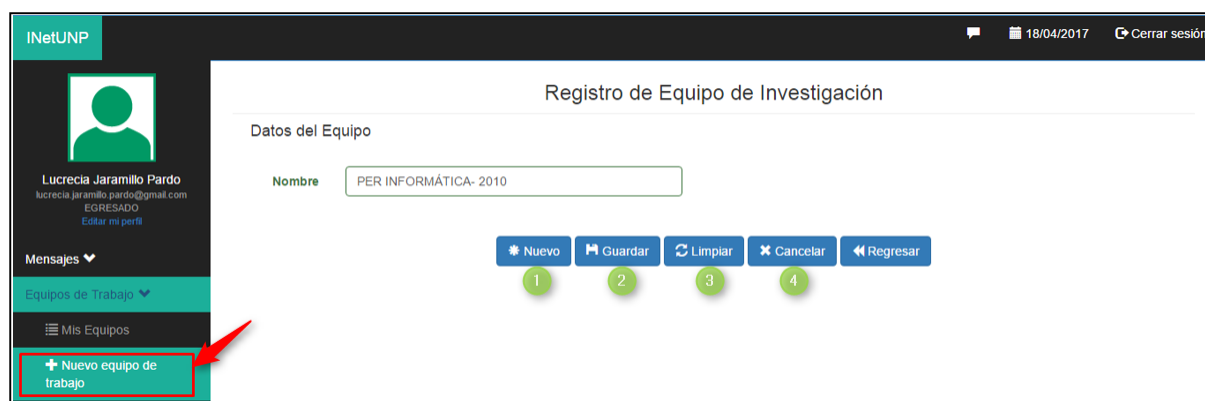 INetUNP
18/04/2017
Cerrar sesión
Lucrecia Jaramillo Pardo
lucrecia.jaramillo.pardo@gmail.com
EGRESADO
Editar mi perfil
Mensajes
Equipos de Trabajo
Mis Equipos
Nuevo equipo de
trabajo
Registro de Equipo de Investigación
Datos del Equipo
Nombre
PER INFORMÁTICA- 2010
Nuevo
Guardar
Limpiar
Cancelar
Regresar
1
2
3
4